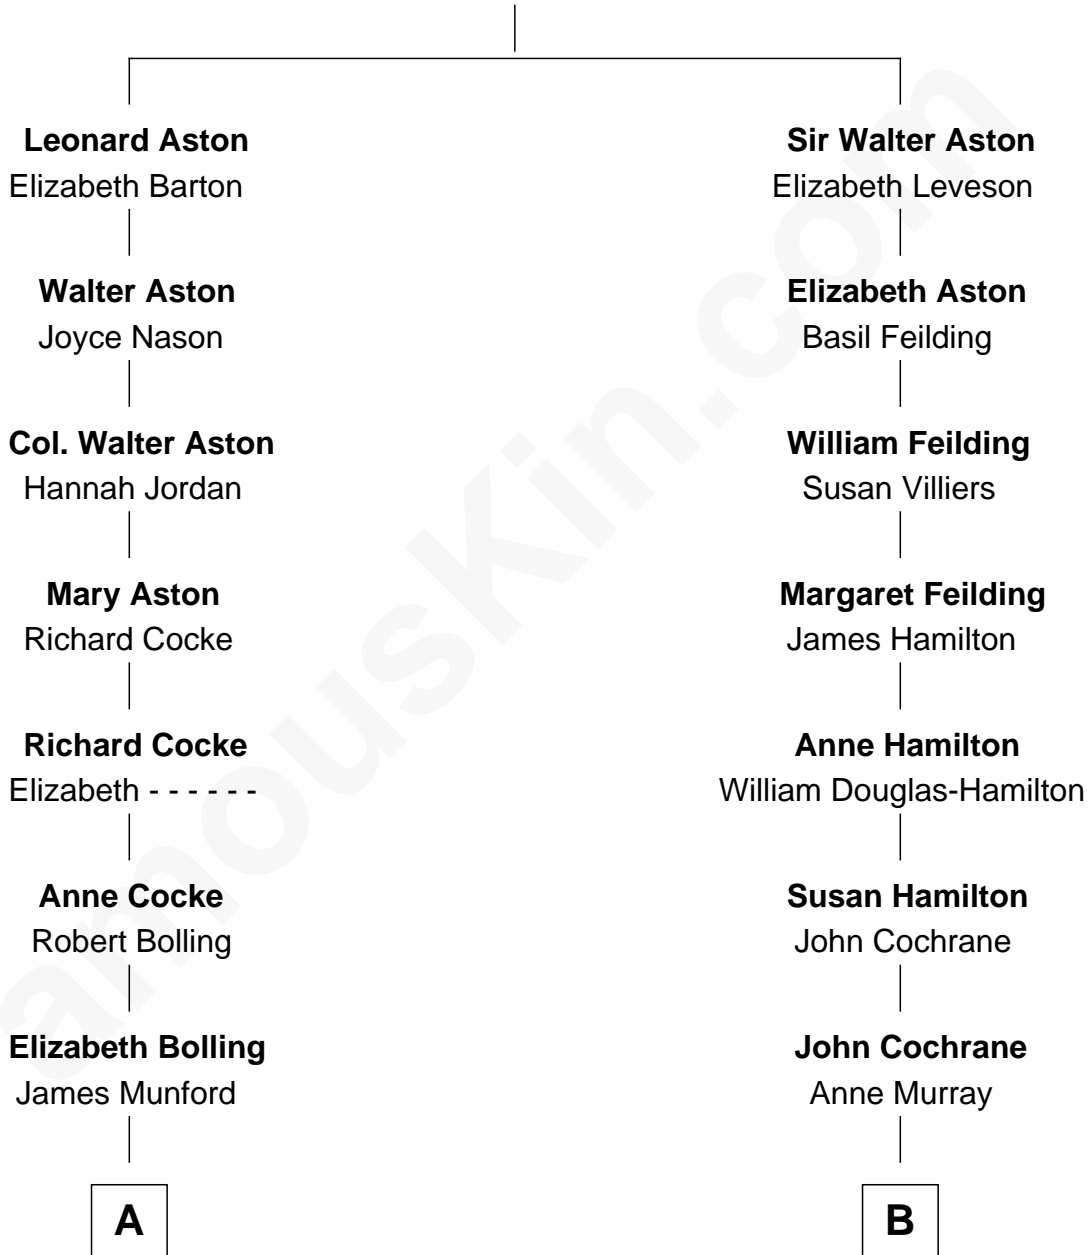 Leonard Aston
Elizabeth Barton
Sir Walter Aston
Elizabeth Leveson
Walter Aston
Joyce Nason
Elizabeth Aston
Basil Feilding
Col. Walter Aston
Hannah Jordan
William Feilding
Susan Villiers
Mary Aston
Richard Cocke
Margaret Feilding
James Hamilton
Richard Cocke
Elizabeth - - - - - -
Anne Hamilton
William Douglas-Hamilton
Anne Cocke
Robert Bolling
Susan Hamilton
John Cochrane
Elizabeth Bolling
James Munford
John Cochrane
Anne Murray
A
B
amouskin.com